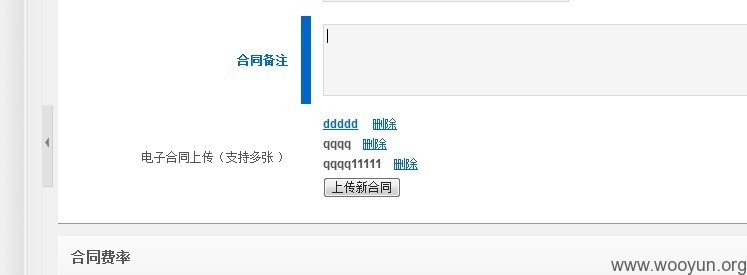 合同备注
ddddd 删除
qqqq 删除
电子合同上传（支持多张 ）
qqqq11111 删除
上传新合同
合同费率
www.wooyun.org